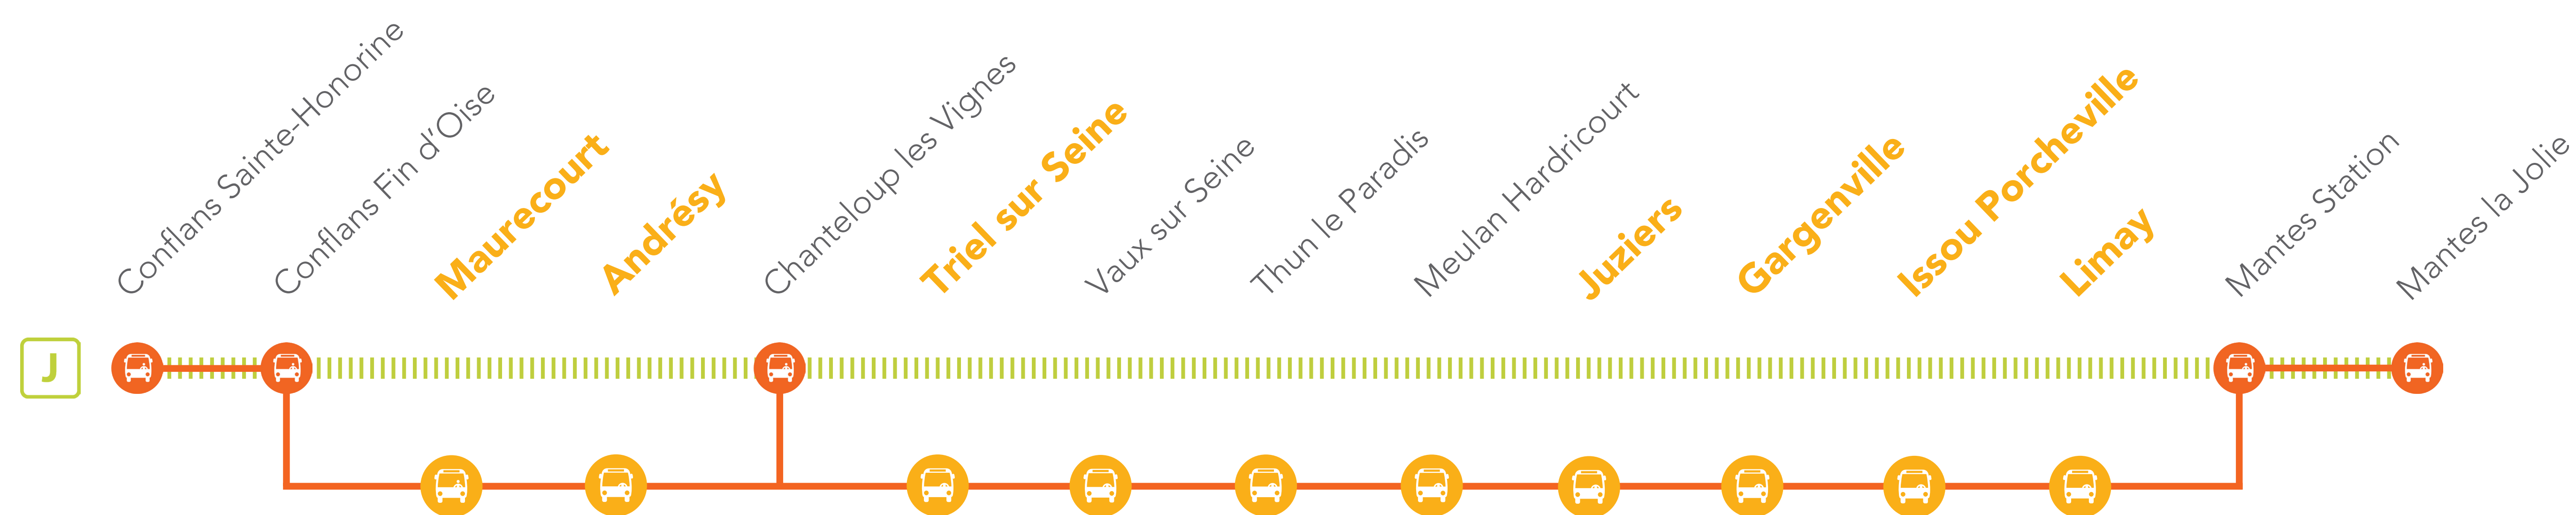 Conflans Sainte-Honorine
Conflans Fin d'Oise
Maurecourt
Andrésy
Chanteloup les Vignes
Triel sur Seine
Vaux sur Seine
Thun le Paradis
Meulan Hardricourt
Juziers
Gargenville
Issou Porcheville
Limay
Mantes Station
Mantes la Jolie
J